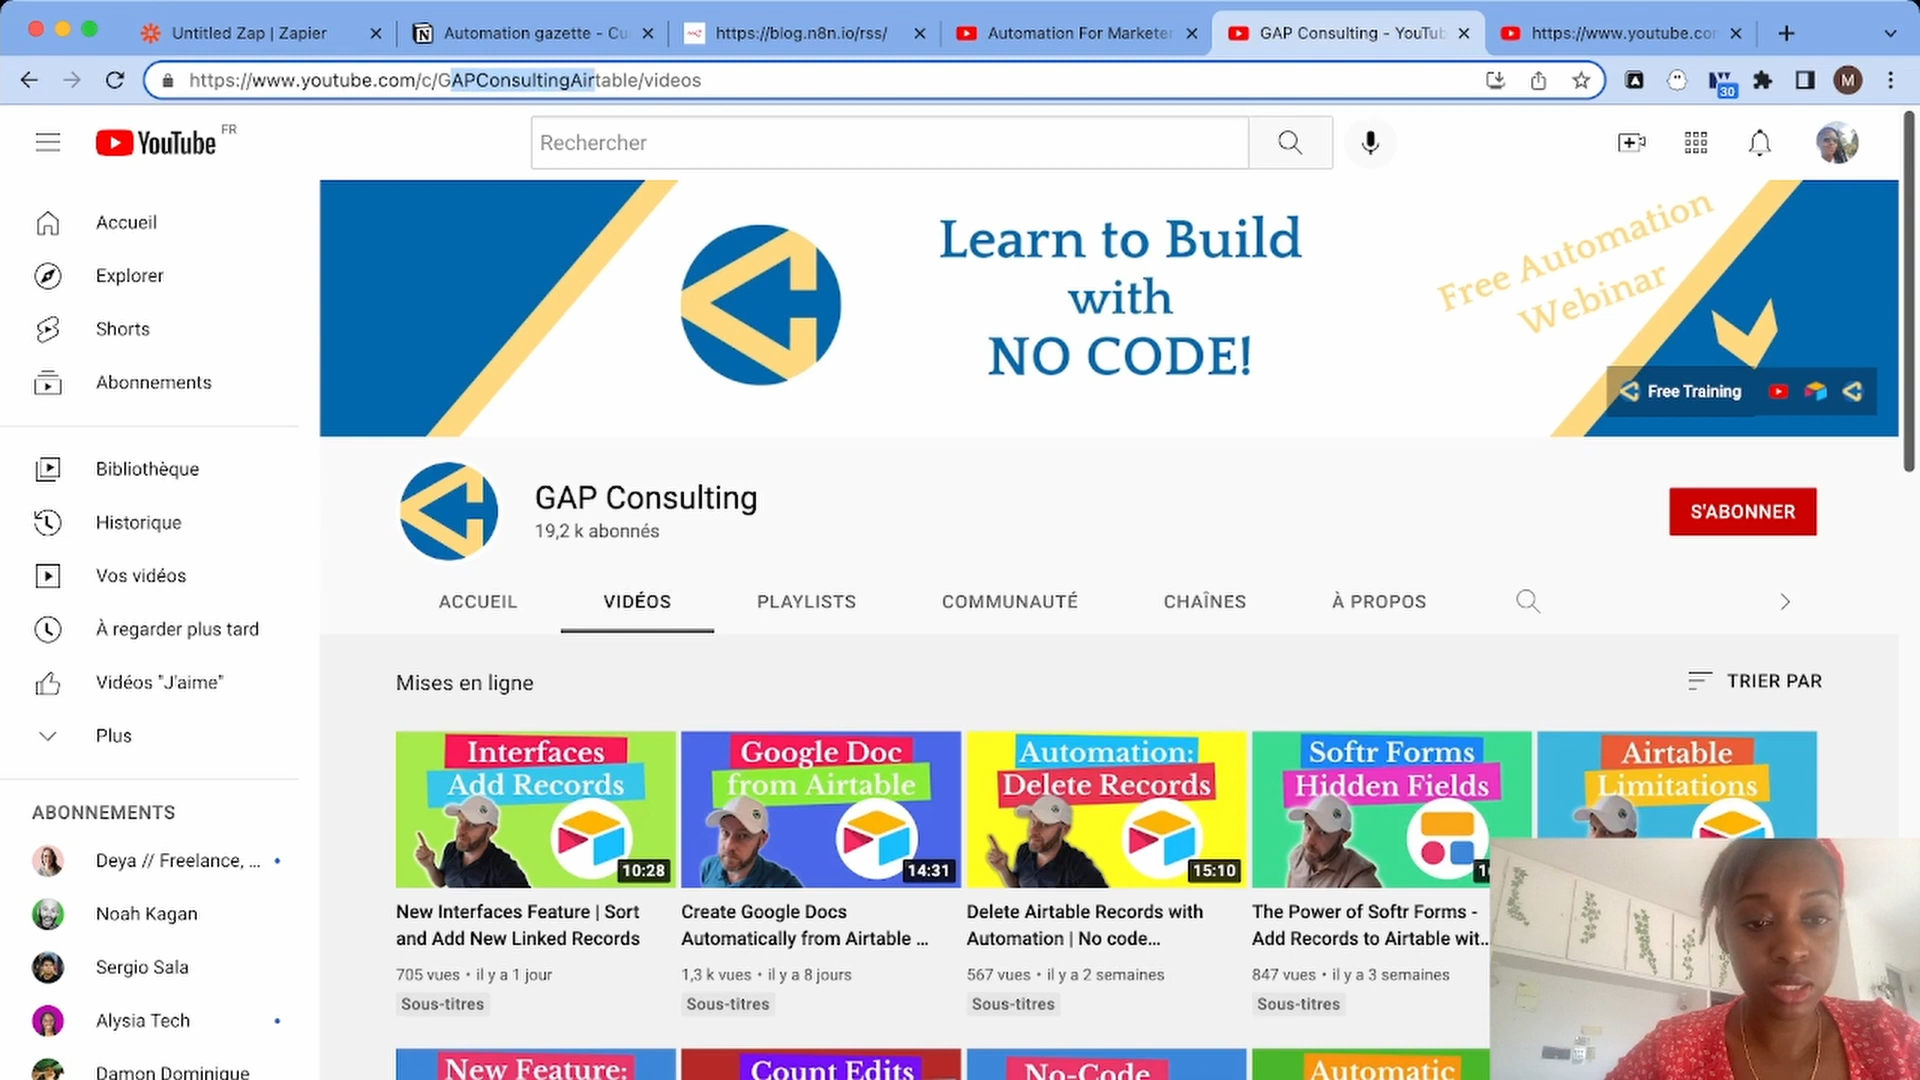 Untitled Zap | Zapier
Automation gazette - Cu
https://blog.n8n.io/rss/
Automation For Marketer
GAP Consulting - YouTub
https://www.youtube.com
https://www.youtube.com/c/GAPConsultingAirtable/videos
30
M
YouTube FR
Rechercher
Accueil
Explorer
Shorts
Abonnements
Bibliothèque
Historique
Vos vidéos
À regarder plus tard
Vidéos "J'aime"
Plus
ABONNEMENTS
Deya // Freelance, ...
Noah Kagan
Sergio Sala
Alysia Tech
Damon Dominique
Learn to Build
with
NO CODE!
Free Automation
Webinar
Free Training
GAP Consulting
19,2 k abonnés
S'ABONNER
ACCUEIL
VIDÉOS
PLAYLISTS
COMMUNAUTÉ
CHAÎNES
À PROPOS
Mises en ligne
TRIER PAR
Interfaces
Add Records
10:28
New Interfaces Feature | Sort
and Add New Linked Records
705 vues • il y a 1 jour
Sous-titres
Google Doc
from Airtable
14:31
Create Google Docs
Automatically from Airtable ...
1,3 k vues • il y a 8 jours
Sous-titres
Automation:
Delete Records
15:10
Delete Airtable Records with
Automation | No code...
567 vues • il y a 2 semaines
Sous-titres
Softr Forms
Hidden Fields
The Power of Softr Forms -
Add Records to Airtable wit...
847 vues • il y a 3 semaines
Sous-titres
Airtable
Limitations
New Feature:
Count Edits
No-Code
Automatic